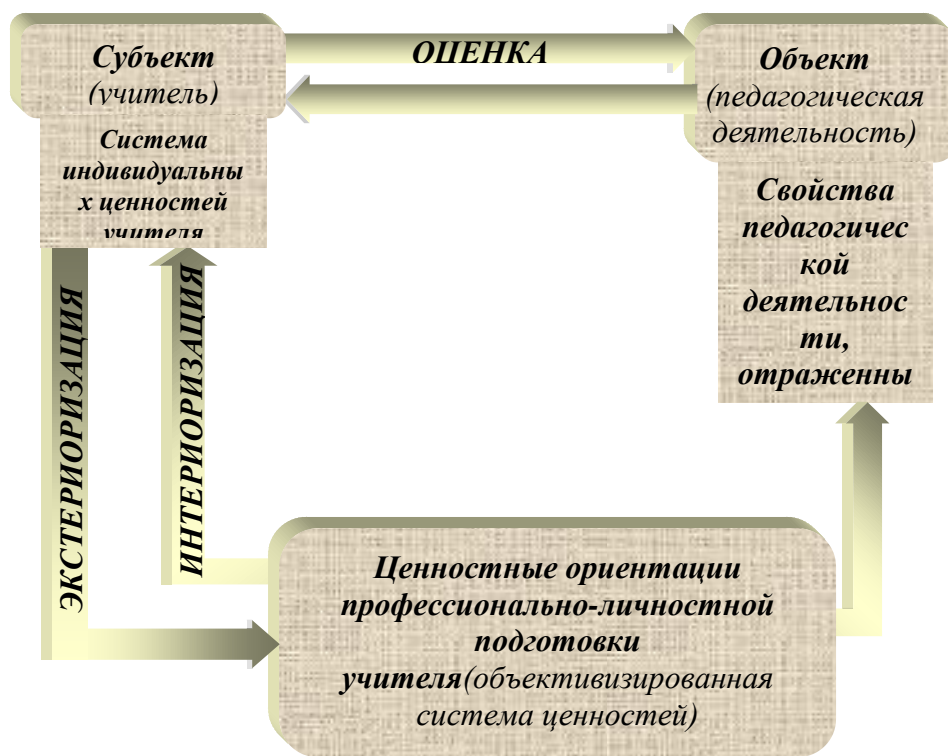 Субъект
(учитель)
ОЦЕНКА
Объект
(педагогическая
деятельность)
Система
индивидуальны
х ценностей
учителя
Свойства
педагогичес
кой
деятельнос
ти,
отраженны
ЭКСТЕРИОРИЗАЦИЯ
ИНТЕРИОРИЗАЦИЯ
Ценностные ориентации
профессионально-личностной
подготовки
учителя(объективизированная
система ценностей)